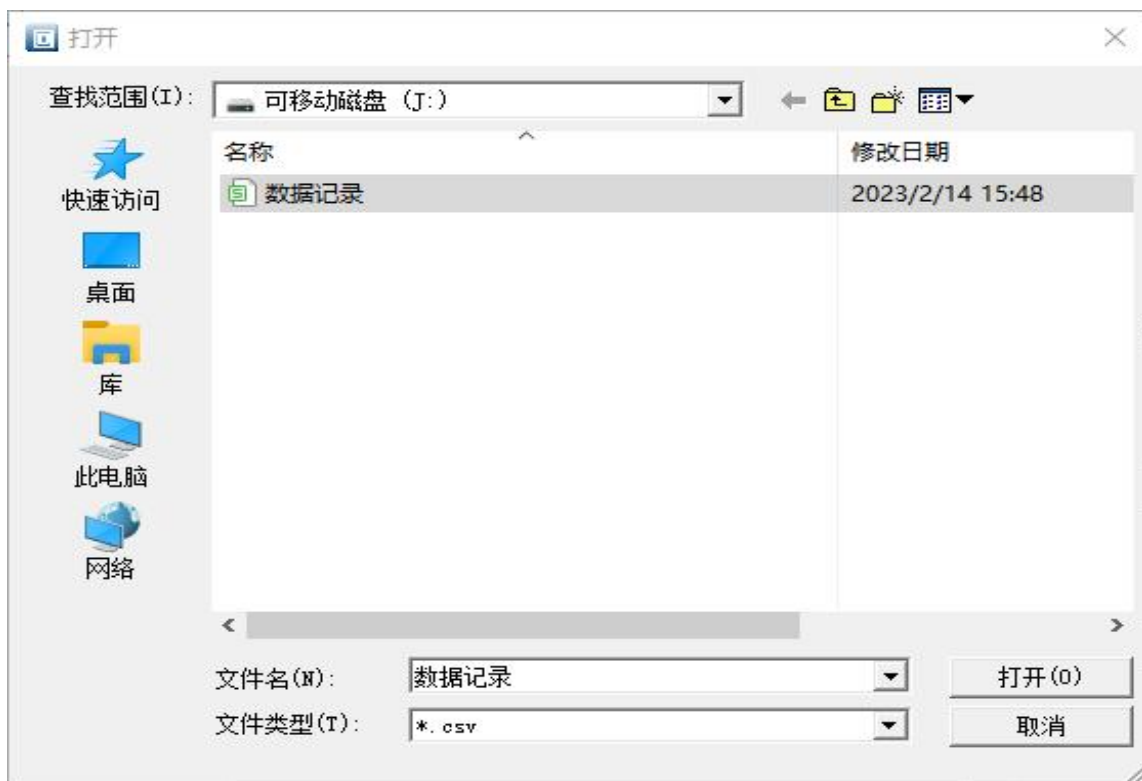 打开
查找范围(I):
可移动磁盘 (J:)
名称
修改日期
数据记录
2023/2/14 15:48
快速访问
桌面
库
此电脑
网络
文件名(N):
数据记录
打开(O)
文件类型(T):
*.csv
取消